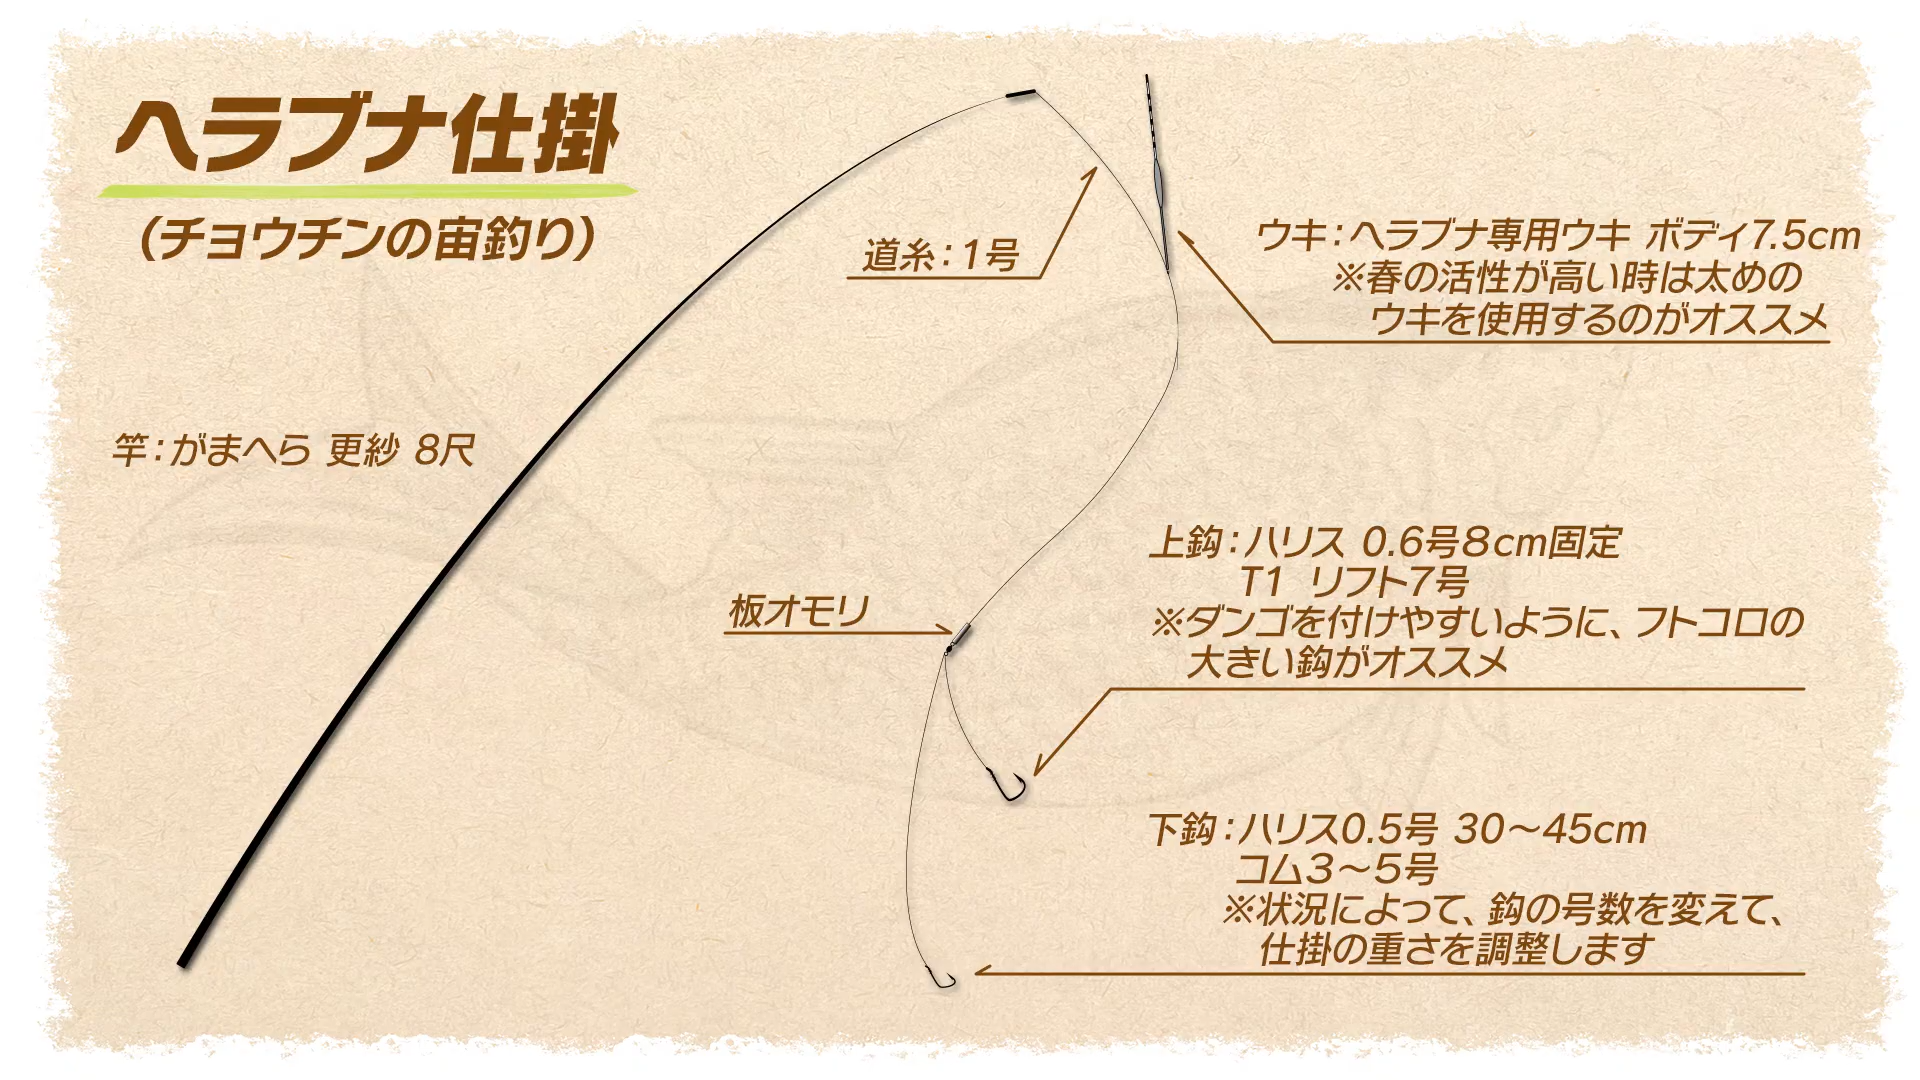 ヘラブナ仕掛
(チョウチンの宙釣り)
道糸：1号
ウキ：ヘラブナ専用ウキ ボディ7.5cm
※春の活性が高い時は太めの
ウキを使用するのがオススメ
竿：がまへら 更紗 8尺
上鈎：ハリス 0.6号8cm固定
T1 リフト7号
※ダンゴを付けやすいように、フトコロの
大きい鈎がオススメ
板オモリ
下鈎：ハリス0.5号 30～45cm
コム3～5号
※状況によって、鈎の号数を変えて、
仕掛の重さを調整します